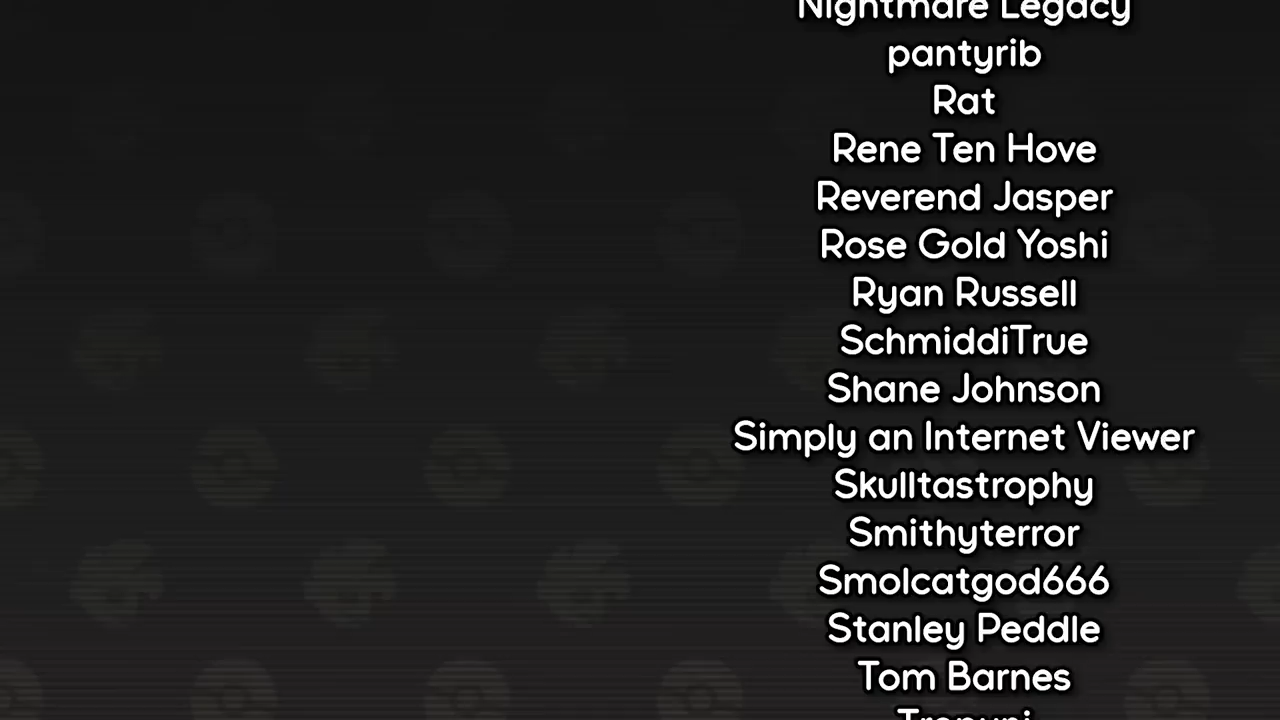 Nightmare Legacy
pantyrib
Rat
Rene Ten Hove
Reverend Jasper
Rose Gold Yoshi
Ryan Russell
SchmiddiTrue
Shane Johnson
Simply an Internet Viewer
Skulltastrophy
Smithyterror
Smolcatgod666
Stanley Peddle
Tom Barnes